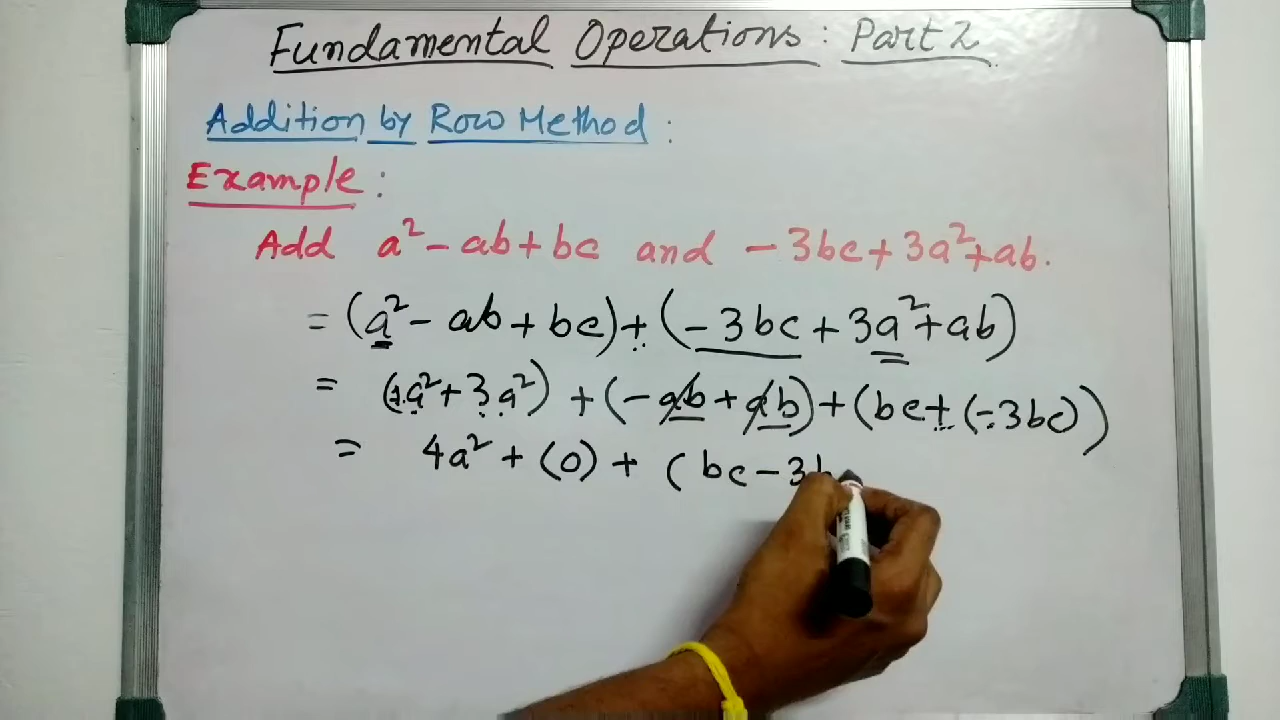 Fundamental Operations : Part 2
Addition by Row Method :
Example :
Add a² - ab + bc and - 3bc + 3a² + ab.
= (a² - ab + bc) + (- 3bc + 3a² + ab)
= (1a² + 3a²) + (- ab + ab) + (bc + (-3bc))
= 4a² + (0) + ( bc - 3b